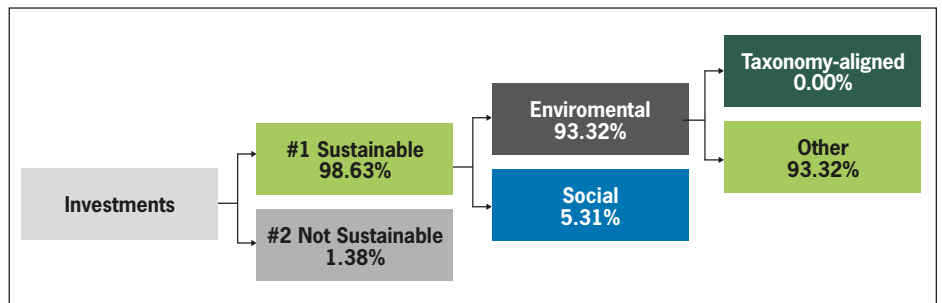 Investments
#1 Sustainable
98.63%
#2 Not Sustainable
1.38%
Enviromental
93.32%
Social
5.31%
Taxonomy-aligned
0.00%
Other
93.32%